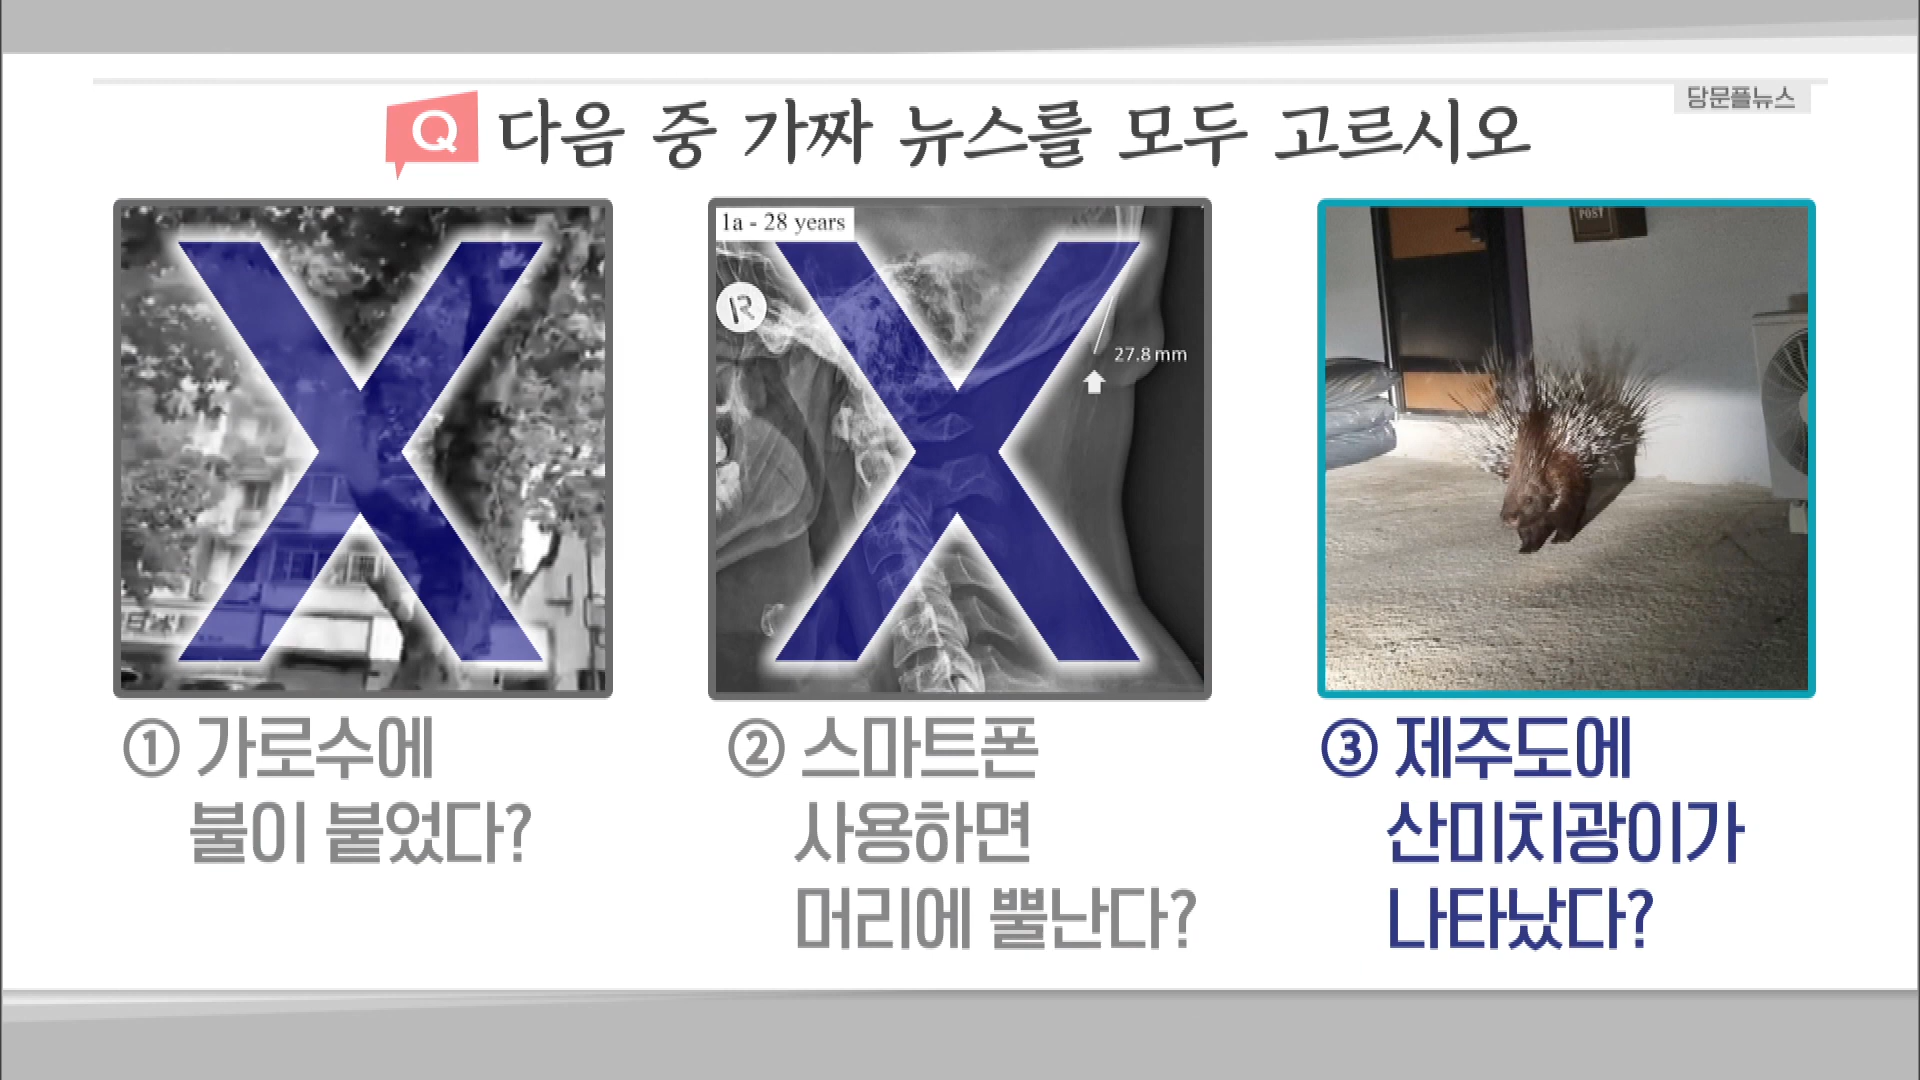 당문플뉴스
Q 다음 중 가짜 뉴스를 모두 고르시오
1a - 28 years
R
27.8 mm
POST
① 가로수에
불이 붙었다?
② 스마트폰
사용하면
머리에 뿔난다?
③ 제주도에
산미치광이가
나타났다?